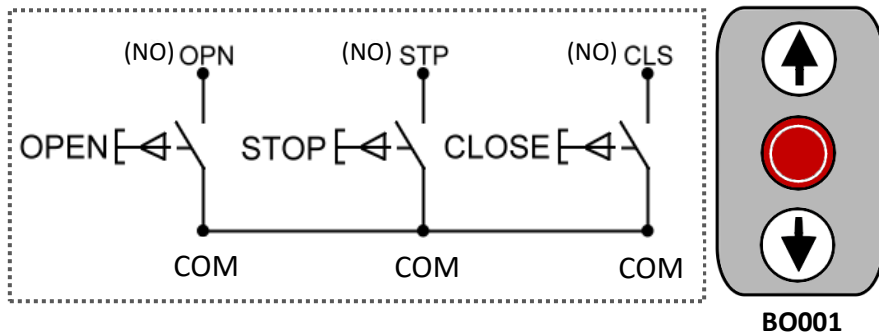 (NO) OPN (NO) STP (NO) CLS
OPEN STOP CLOSE
COM COM COM
BO001